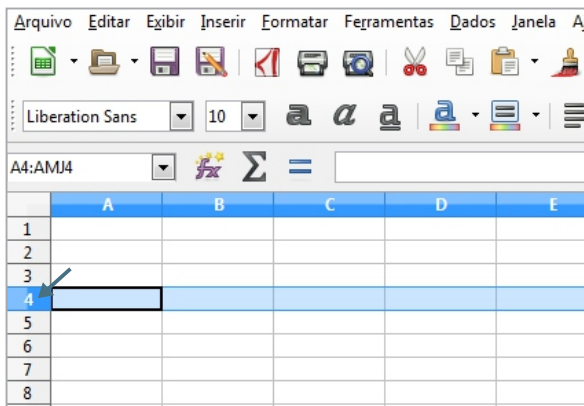 Arquivo Editar Exibir Inserir Formatar Ferramentas Dados Janela
Liberation Sans 10 a a a a
A4:AMJ4 fx Σ =
A B C D E
1
2
3
4
5
6
7
8